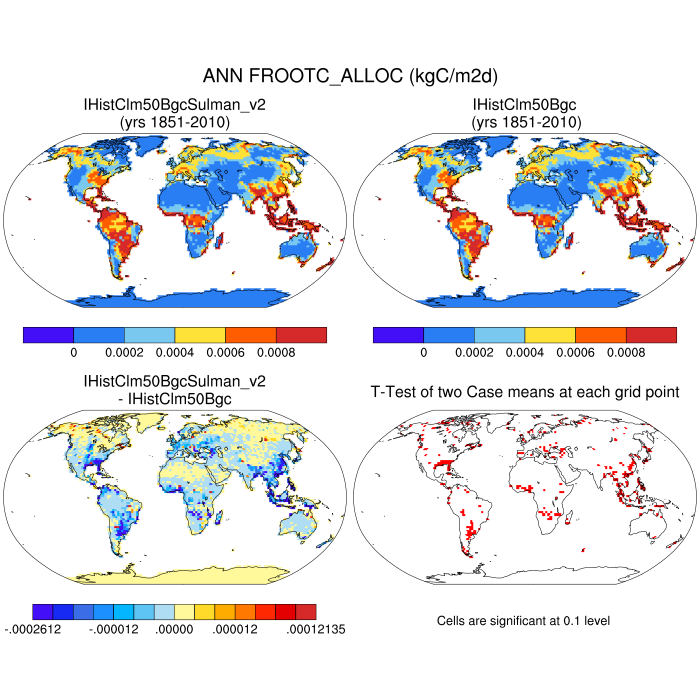 ANN FROOTC_ALLOC (kgC/m2d)
IHistClm50BgcSulman_v2
(yrs 1851-2010)
IHistClm50Bgc
(yrs 1851-2010)
0 0.0002 0.0004 0.0006 0.0008
0 0.0002 0.0004 0.0006 0.0008
IHistClm50BgcSulman_v2
- IHistClm50Bgc
T-Test of two Case means at each grid point
-.0002612 -.000012 .00000 .000012 .00012135
Cells are significant at 0.1 level